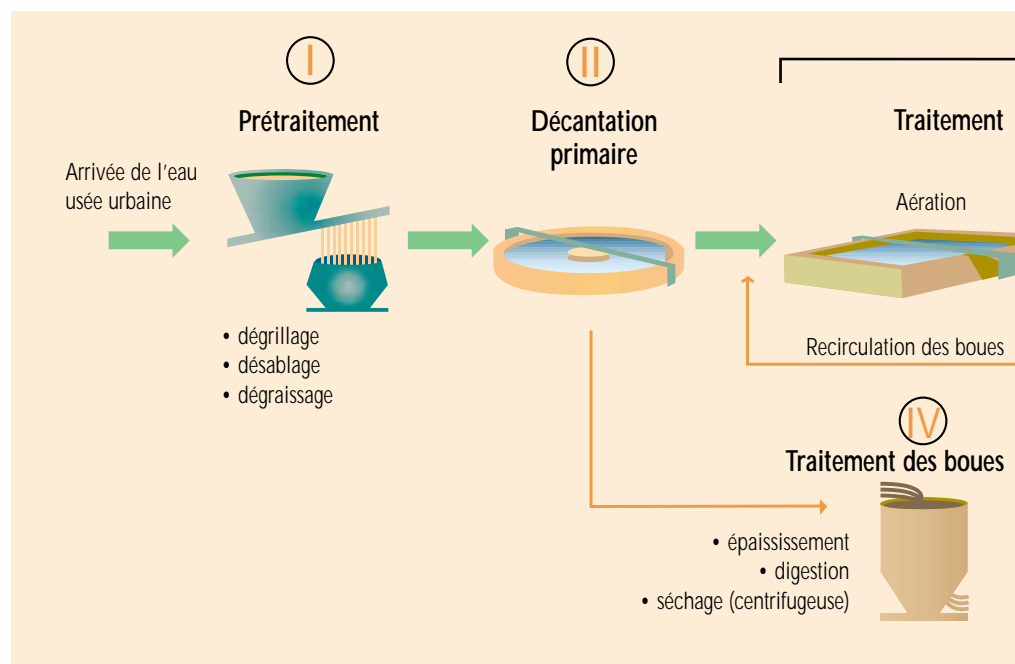 I
Prétraitement
Arrivée de l'eau
usée urbaine
• dégrillage
• désablage
• dégraissage
II
Décantation
primaire
Traitement
Aération
Recirculation des boues
IV
Traitement des boues
• épaississement
• digestion
• séchage (centrifugeuse)